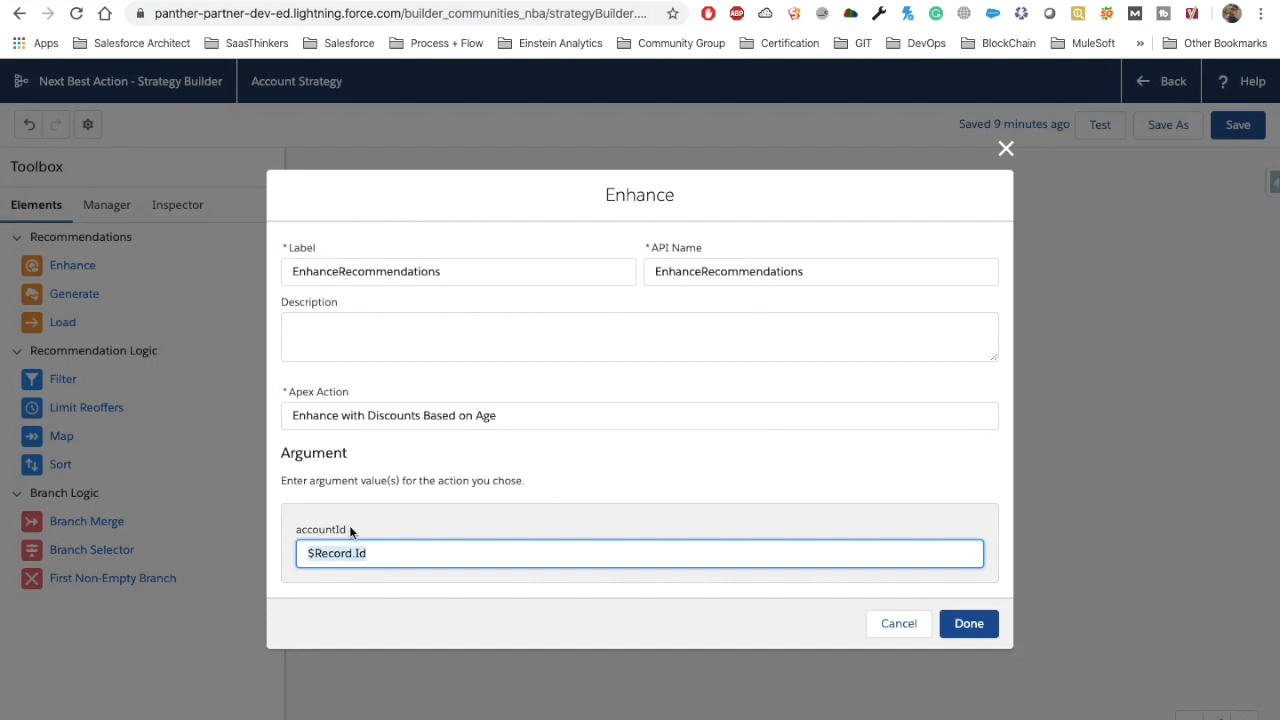 panther-partner-dev-ed.lightning.force.com/builder_communities_nba/strategyBuilder....
Apps Salesforce Architect SaasThinkers Salesforce Process + Flow Einstein Analytics Community Group Certification GIT DevOps BlockChain MuleSoft » Other Bookmarks
Next Best Action - Strategy Builder Account Strategy Back ? Help
Saved 9 minutes ago Test Save As Save
Toolbox
Elements Manager Inspector
Recommendations
Enhance
Generate
Load
Recommendation Logic
Filter
Limit Reoffers
Map
Sort
Branch Logic
Branch Merge
Branch Selector
First Non-Empty Branch
Enhance
* Label * API Name
EnhanceRecommendations EnhanceRecommendations
Description
* Apex Action
Enhance with Discounts Based on Age
Argument
Enter argument value(s) for the action you chose.
accountId
$Record.Id
Cancel Done